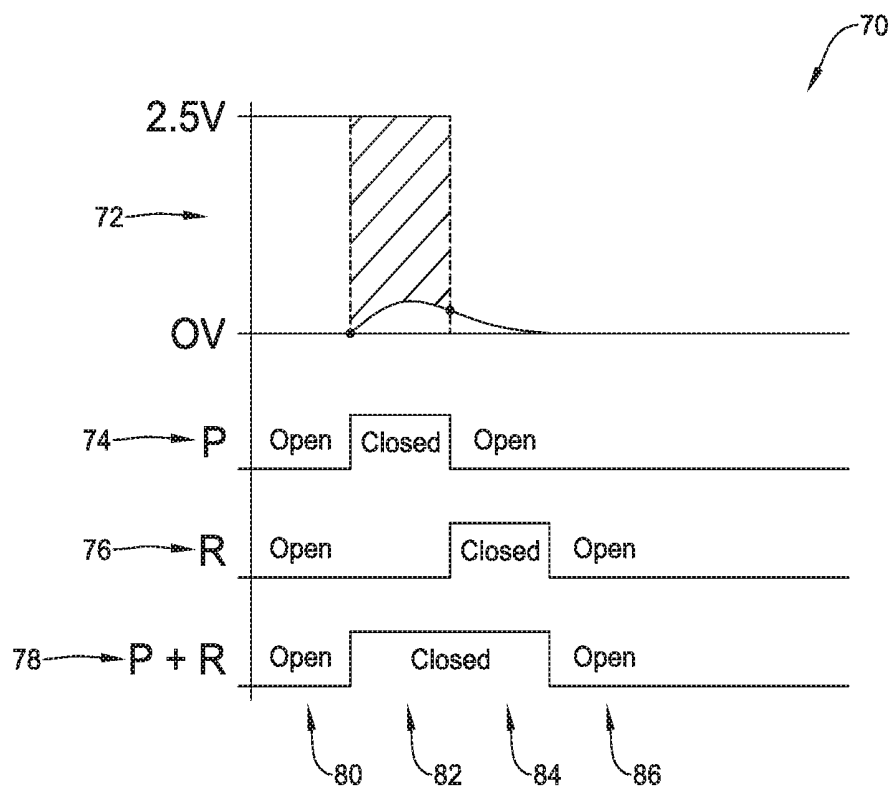 70
2.5V
72
0V
74 P Open Closed Open
76 R Open Closed Open
78 P + R Open Closed Open
80 82 84 86